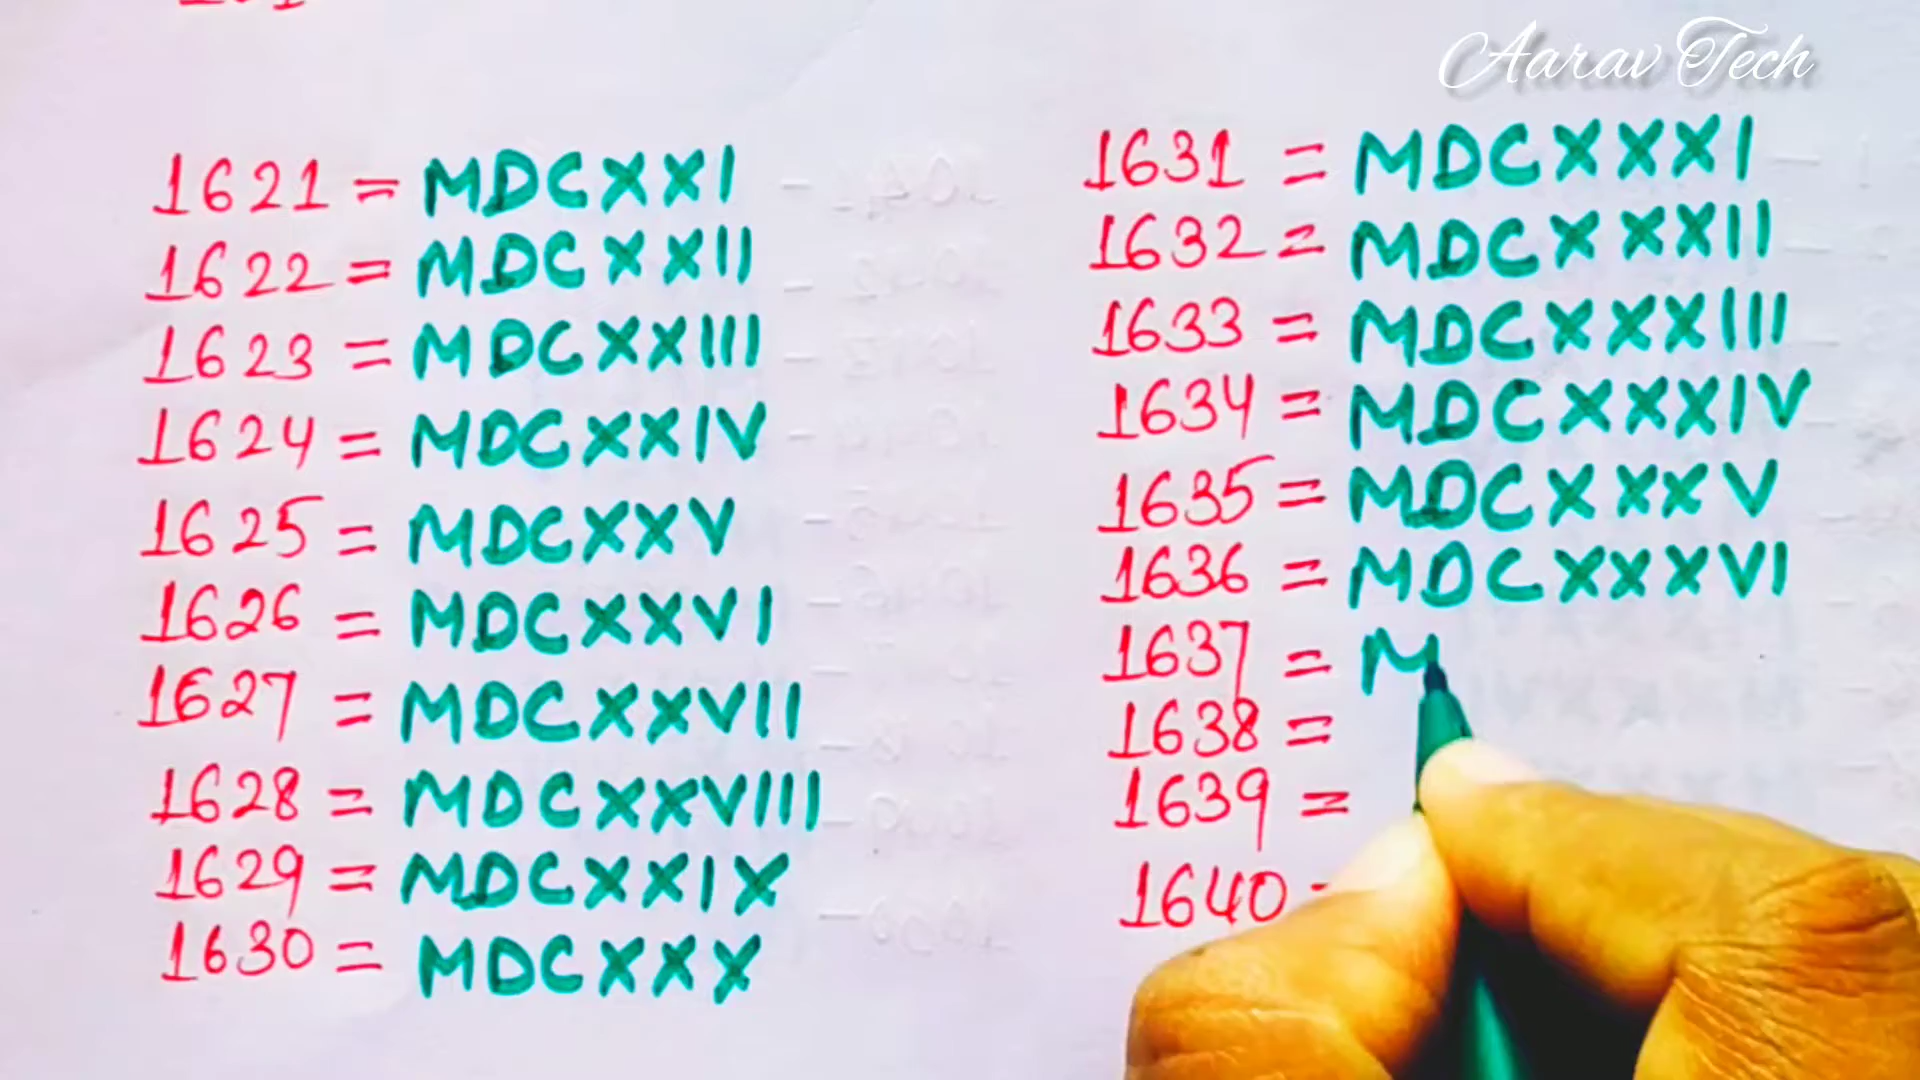 Aarav Tech
1621 = MDCXXI
1622 = MDCXXII
1623 = MDCXXIII
1624 = MDCXXIV
1625 = MDCXXV
1626 = MDCXXVI
1627 = MDCXXVII
1628 = MDCXXVIII
1629 = MDCXXIX
1630 = MDCXXX
1631 = MDCXXXI
1632 = MDCXXXII
1633 = MDCXXXIII
1634 = MDCXXXIV
1635 = MDCXXXV
1636 = MDCXXXVI
1637 = M
1638 =
1639 =
1640 -